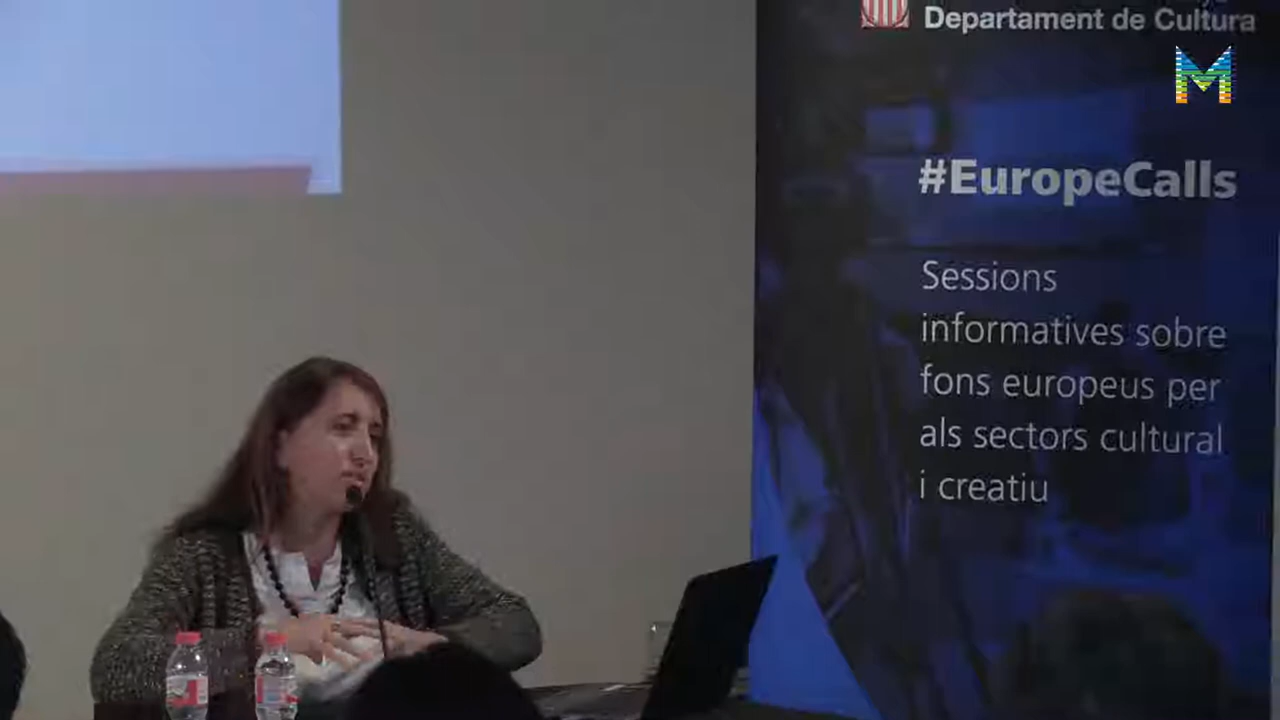 Departament de Cultura
M
#EuropeCalls
Sessions
informatives sobre
fons europeus per
als sectors cultural
i creatiu